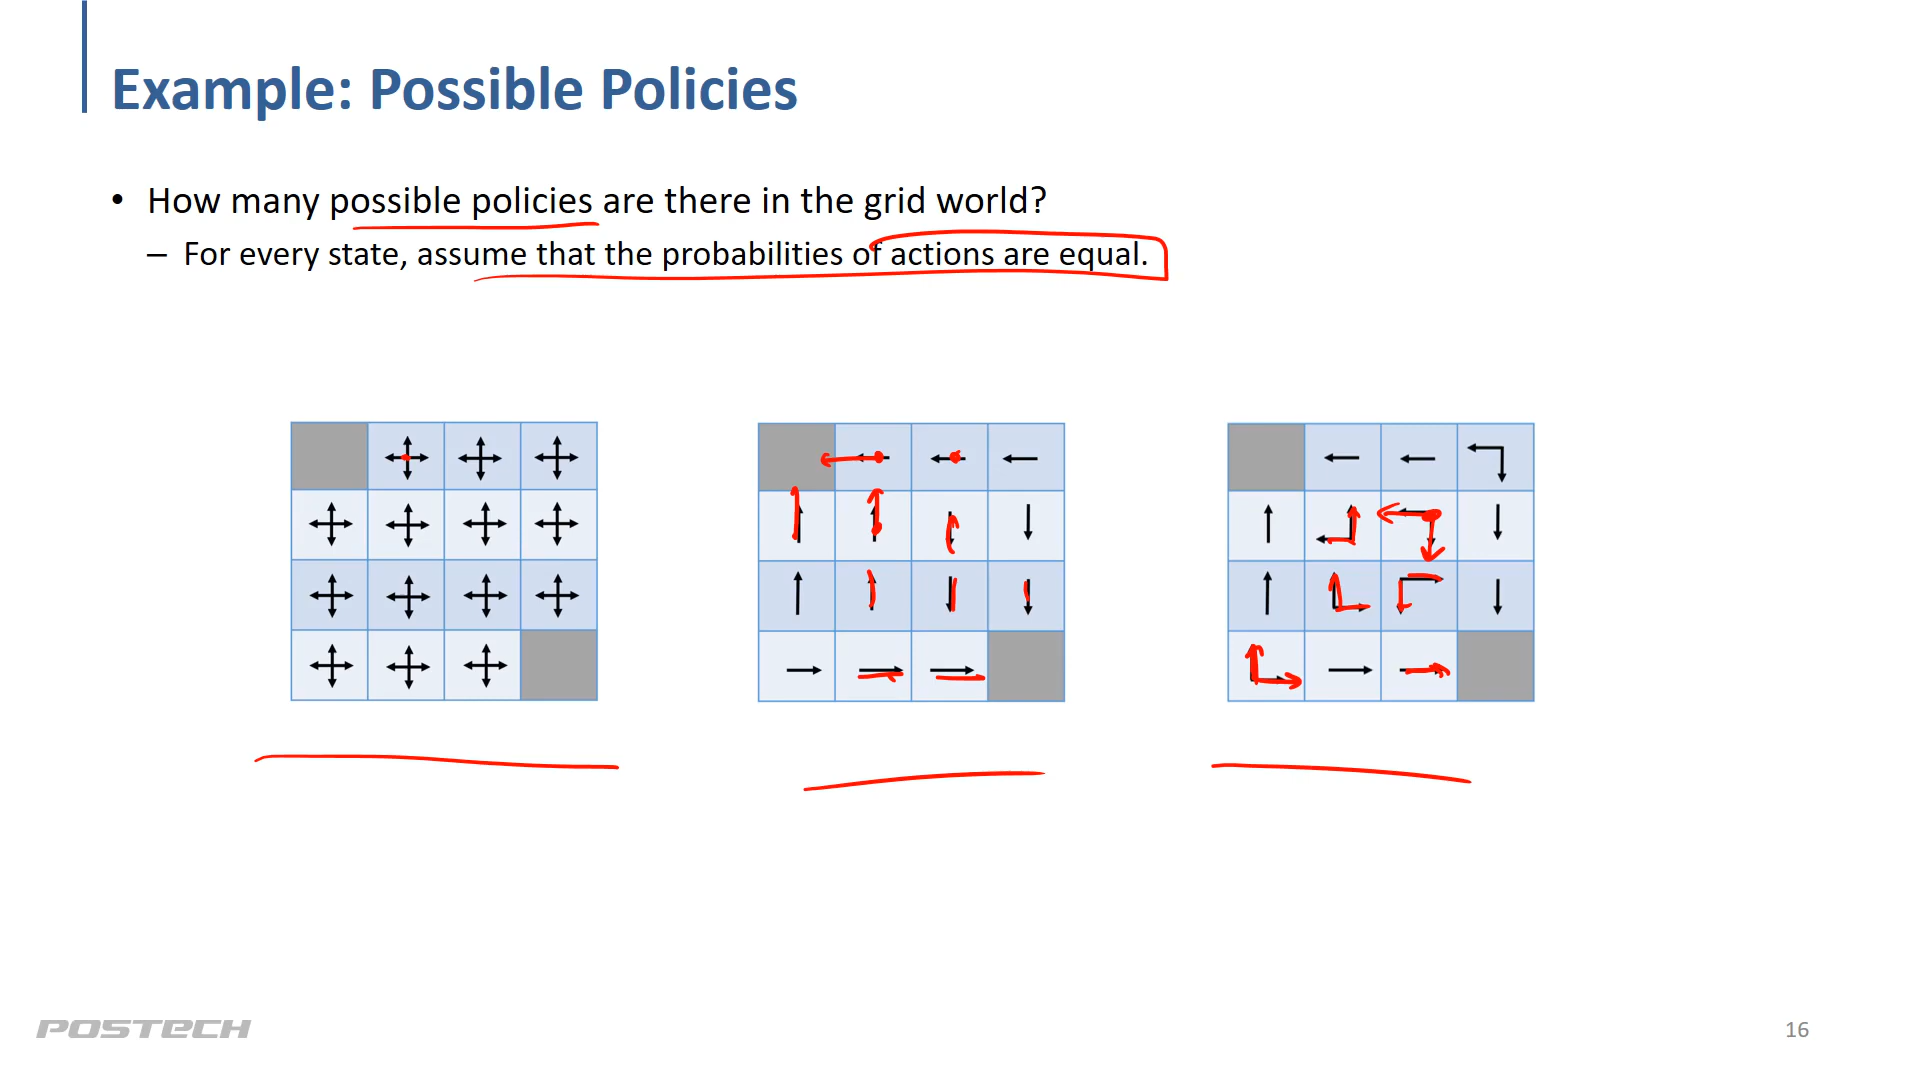 Example: Possible Policies
• How many possible policies are there in the grid world?
– For every state, assume that the probabilities of actions are equal.
POSTECH
16